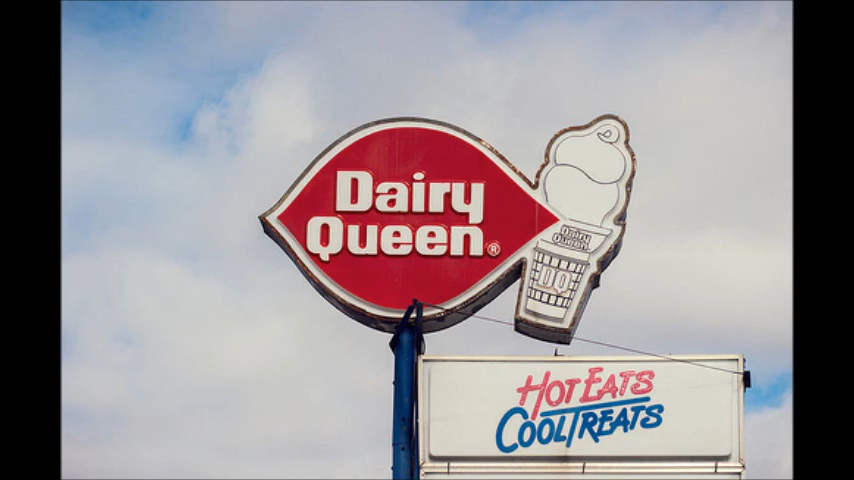 Dairy
Queen®
Dairy
Queen
DQ
HOT EATS
COOL TREATS